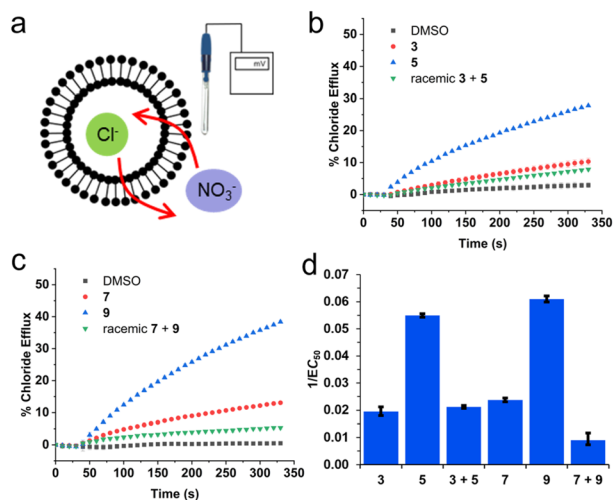 a
mV
Cl-
NO3-
b
DMSO
3
5
racemic 3 + 5
% Chloride Efflux
50
40
30
20
10
0
0 50 100 150 200 250 300 350
Time (s)
c
DMSO
7
9
racemic 7 + 9
% Chloride Efflux
50
40
30
20
10
0
0 50 100 150 200 250 300 350
Time (s)
d
1/EC50
0.07
0.06
0.05
0.04
0.03
0.02
0.01
0.00
3 5 3 + 5 7 9 7 + 9